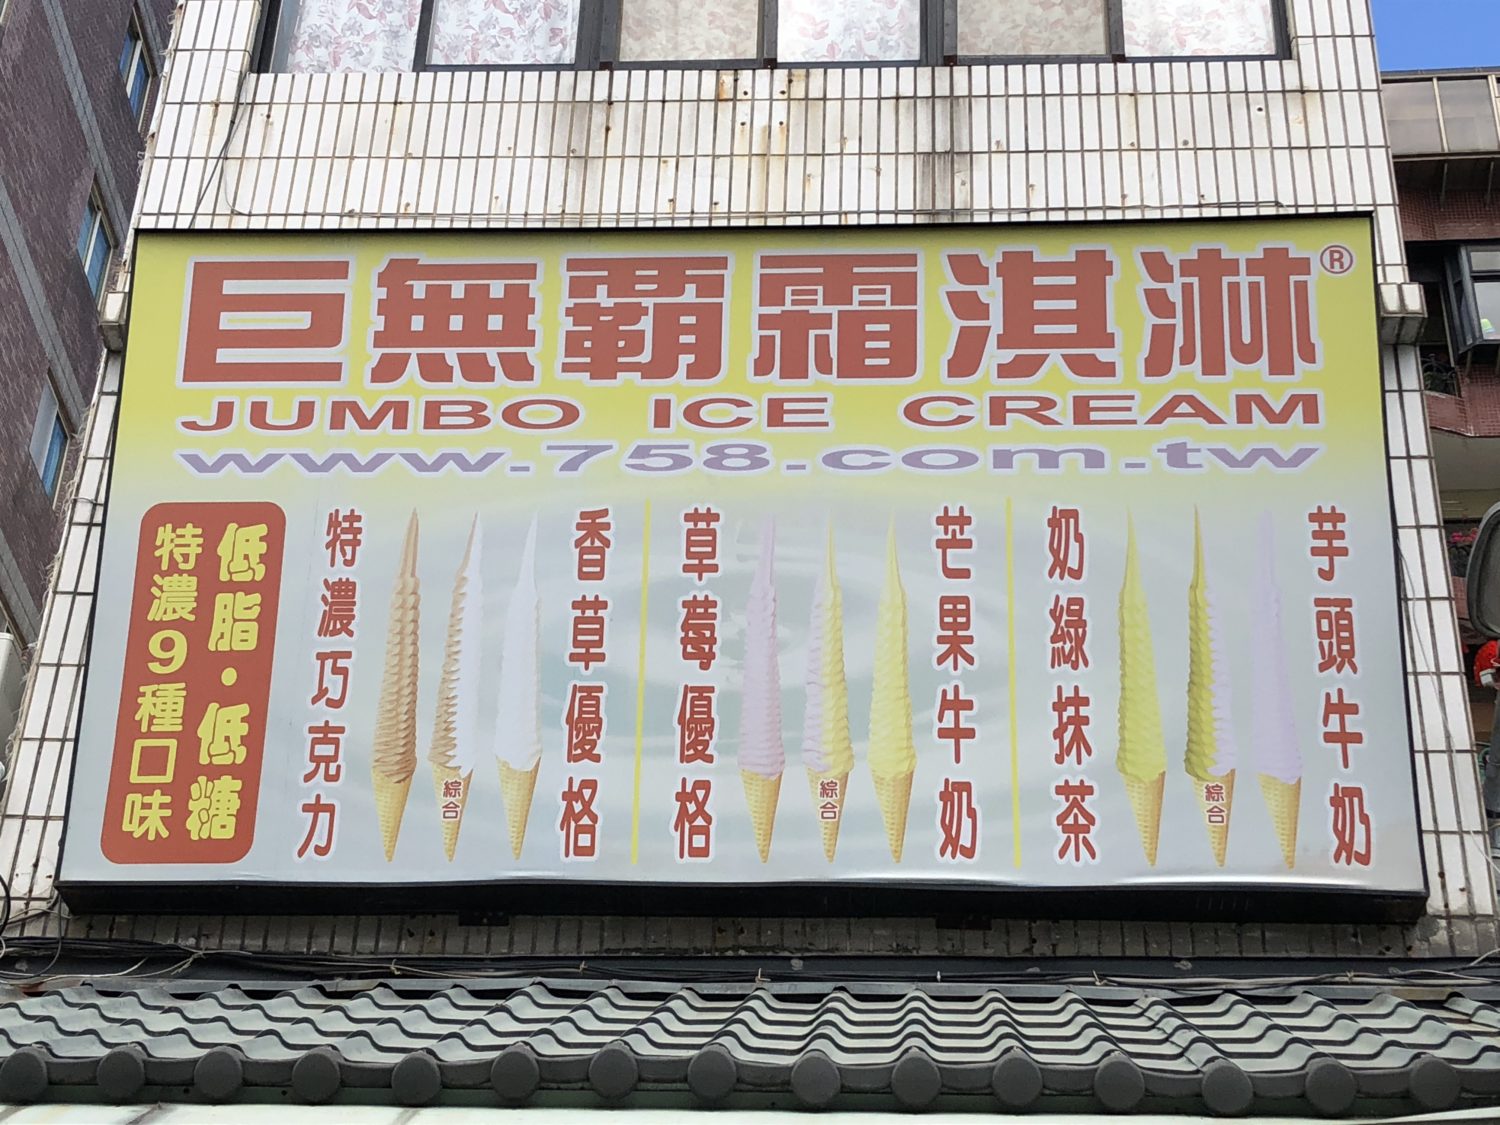 巨無霸霜淇淋®
JUMBO ICE CREAM
www.758.com.tw
低脂·低糖
特濃9種口味
特濃巧克力
綜合
香草優格
草莓優格
綜合
芒果牛奶
奶綠抹茶
綜合
芋頭牛奶